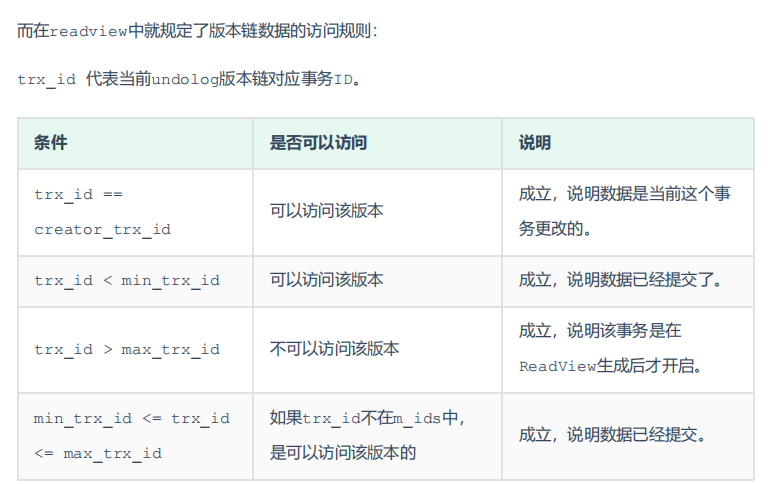 而在readview中就规定了版本链数据的访问规则：
trx_id 代表当前undolog版本链对应事务ID。
条件
是否可以访问
说明
trx_id ==
creator_trx_id
可以访问该版本
成立，说明数据是当前这个事
务更改的。
trx_id < min_trx_id
可以访问该版本
成立，说明数据已经提交了。
trx_id > max_trx_id
不可以访问该版本
成立，说明该事务是在
ReadView生成后才开启。
min_trx_id <= trx_id
<= max_trx_id
如果trx_id不在m_ids中，
是可以访问该版本的
成立，说明数据已经提交。